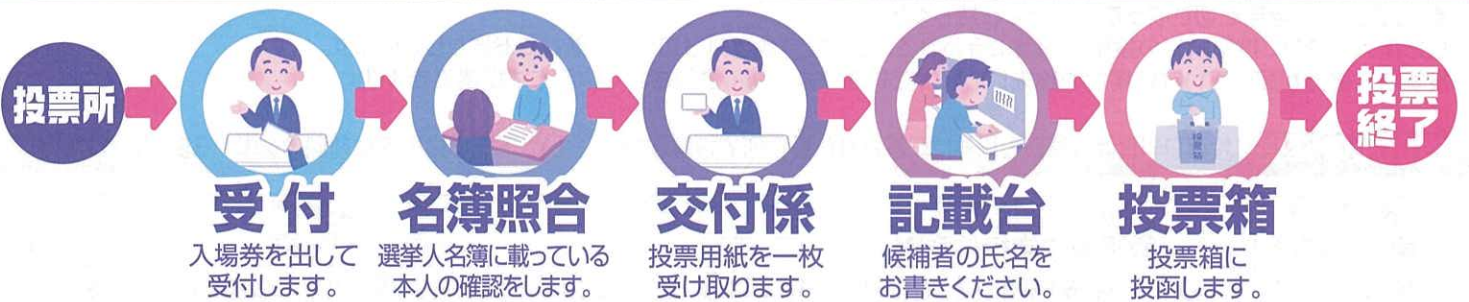 投票所
受付
入場券を出して
受付します。
名簿照合
選挙人名簿に載っている
本人の確認をします。
交付係
投票用紙を一枚
受け取ります。
記載台
候補者の氏名を
お書きください。
投票箱
投票箱
投票箱に
投函します。
投票
終了